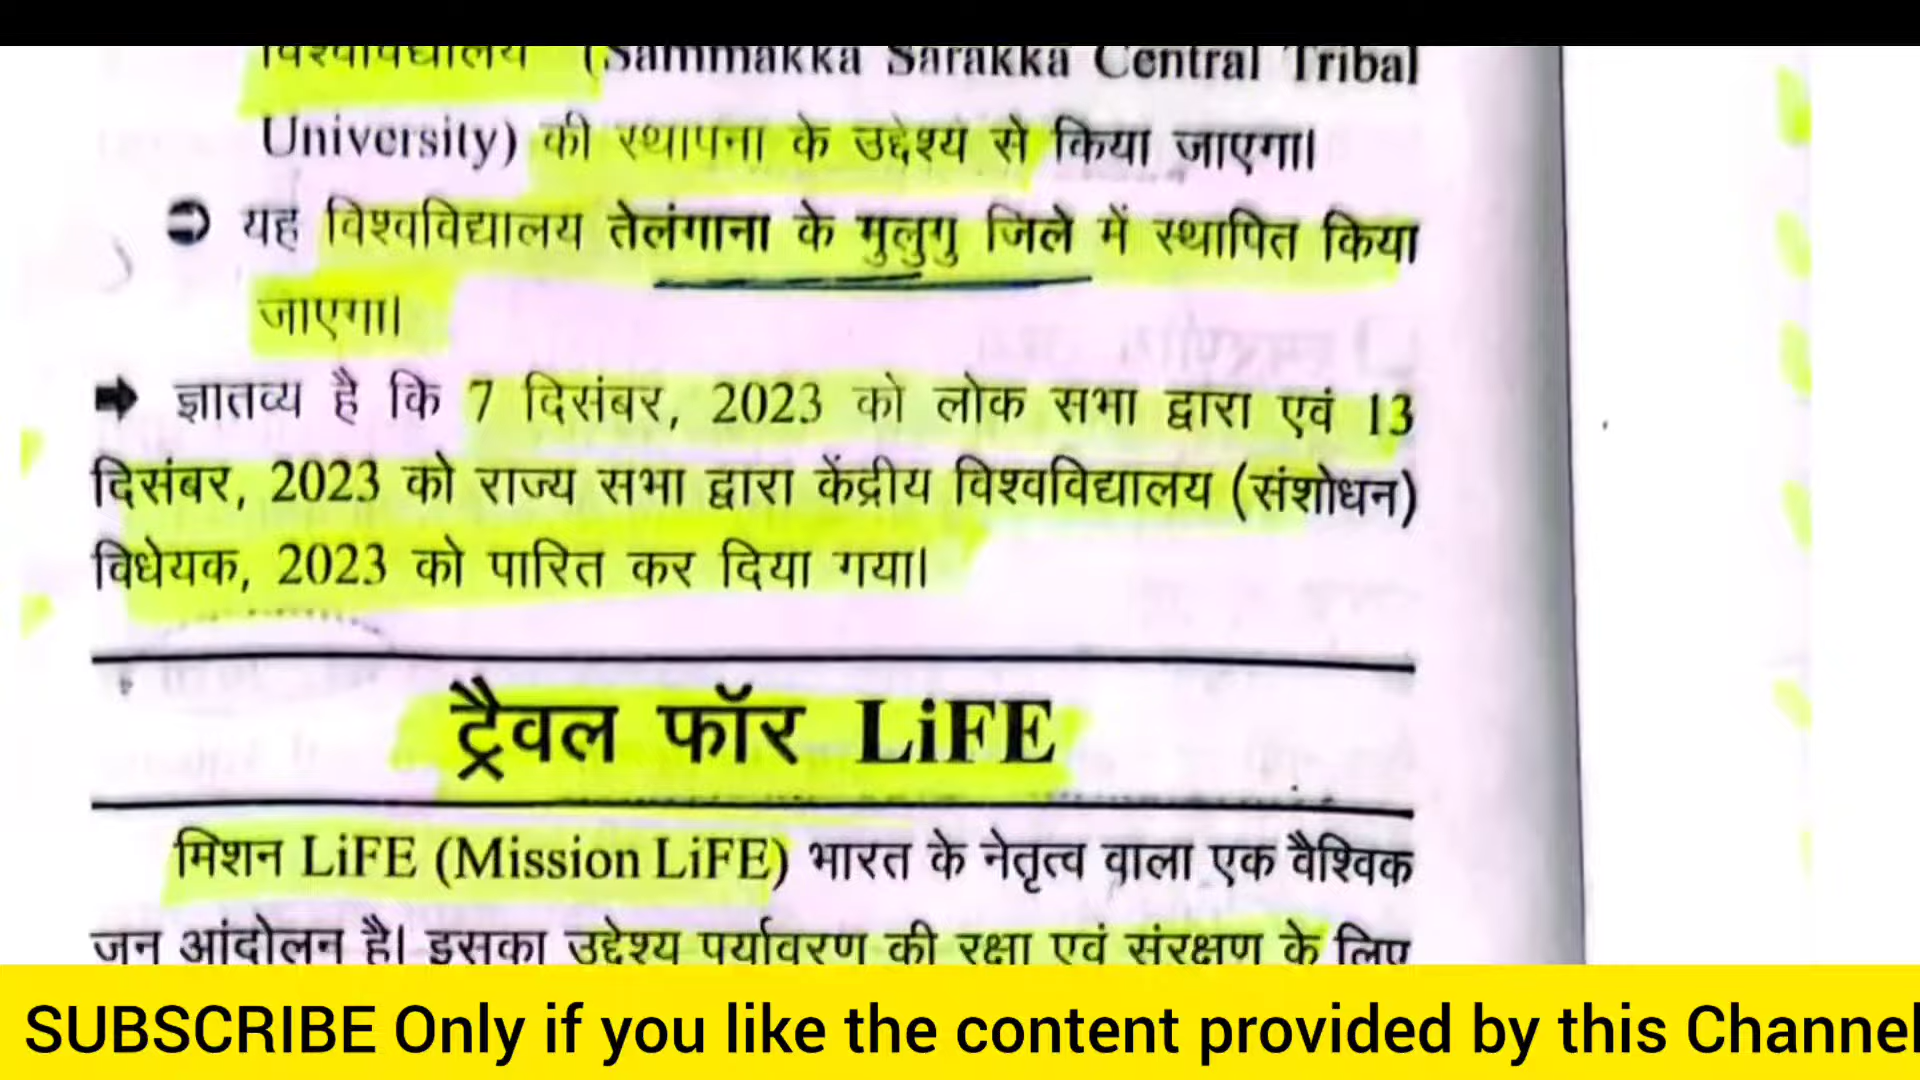 विश्वविद्यालय (Sammakka Sarakka Central Tribal
University) की स्थापना के उद्देश्य से किया जाएगा।
➲ यह विश्वविद्यालय तेलंगाना के मुलुगु जिले में स्थापित किया
जाएगा।
➡ ज्ञातव्य है कि 7 दिसंबर, 2023 को लोक सभा द्वारा एवं 13
दिसंबर, 2023 को राज्य सभा द्वारा केंद्रीय विश्वविद्यालय (संशोधन)
विधेयक, 2023 को पारित कर दिया गया।
ट्रैवल फॉर LiFE
मिशन LiFE (Mission LiFE) भारत के नेतृत्व वाला एक वैश्विक
जन आंदोलन है। इसका उद्देश्य पर्यावरण की रक्षा एवं संरक्षण के लिए
SUBSCRIBE Only if you like the content provided by this Channel